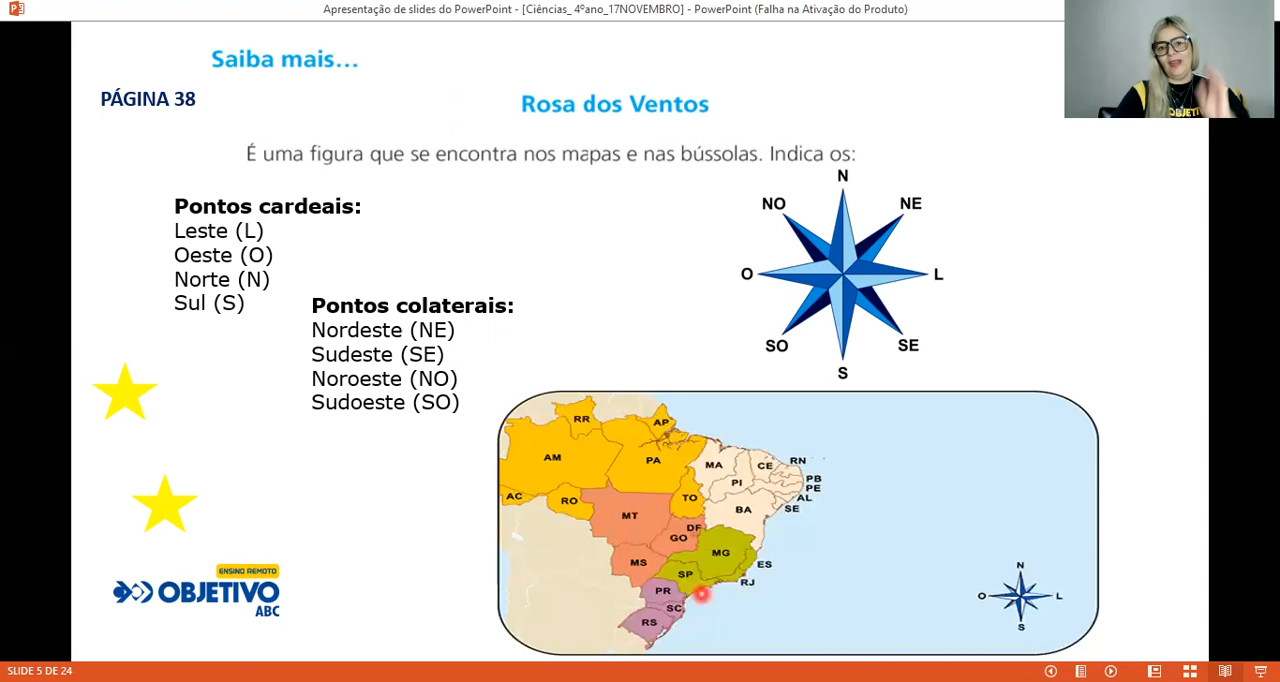 Apresentação de slides do PowerPoint - [Ciências_ 4ºano_17NOVEMBRO] - PowerPoint (Falha na Ativação do Produto)
Saiba mais...
PÁGINA 38
Rosa dos Ventos
É uma figura que se encontra nos mapas e nas bússolas. Indica os:
Pontos cardeais:
Leste (L)
Oeste (O)
Norte (N)
Sul (S)
Pontos colaterais:
Nordeste (NE)
Sudeste (SE)
Noroeste (NO)
Sudoeste (SO)
N
NO
NE
O
L
SO
SE
S
RR
AP
AM
PA
MA
CE
RN
PB
PE
AL
SE
PI
AC
RO
TO
BA
MT
DF
GO
MG
ES
MS
SP
RJ
PR
SC
RS
N
O
L
S
ENSINO REMOTO
OBJETIVO
ABC
OBJETI
SLIDE 5 DE 24